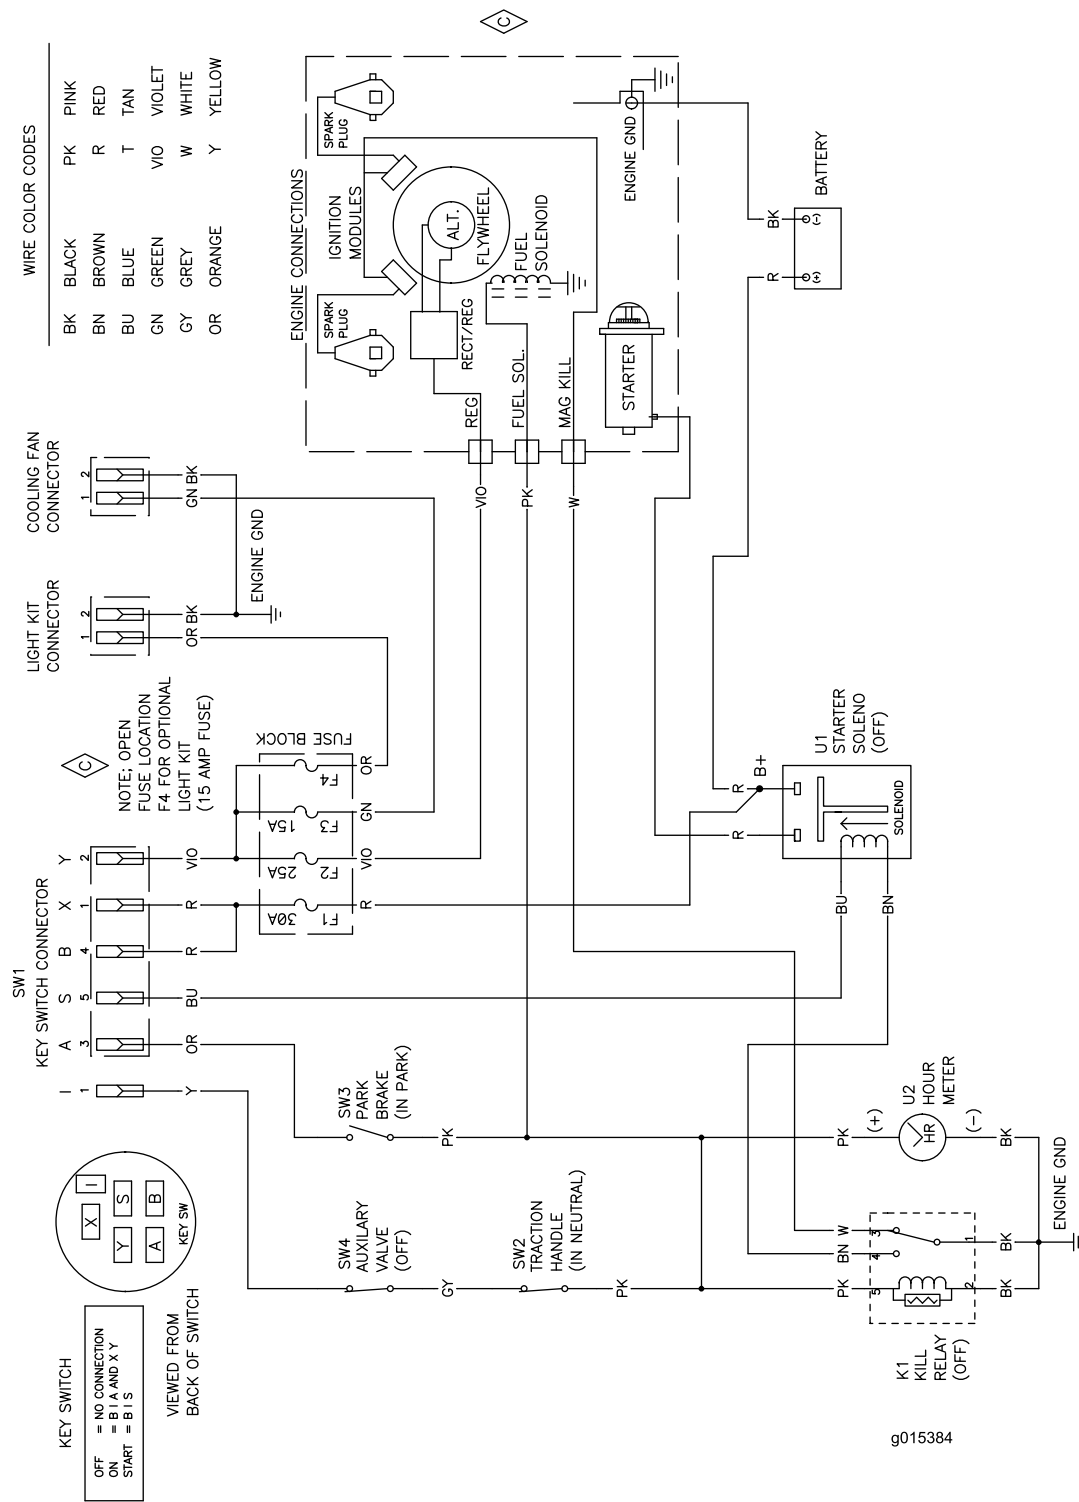 WIRE COLOR CODES
BK BLACK PK PINK
BN BROWN R RED
BU BLUE T TAN
GN GREEN VIO VIOLET
GY GREY W WHITE
OR ORANGE Y YELLOW
KEY SWITCH
OFF = NO CONNECTION
ON = B I A AND X Y
START = B I S
VIEWED FROM
BACK OF SWITCH
X
I
Y
S
A
B
KEY SW
SW1
KEY SWITCH CONNECTOR
I A S B X Y
1 3 5 4 1 2
Y
OR
BU
R
R
VIO
C
NOTE; OPEN
FUSE LOCATION
F4 FOR OPTIONAL
LIGHT KIT
(15 AMP FUSE)
LIGHT KIT
CONNECTOR
1 2
OR BK
COOLING FAN
CONNECTOR
1 2
GN BK
ENGINE GND
FUSE BLOCK
F1 30A
F2 25A
F3 15A
F4
R
VIO
GN
OR
ENGINE CONNECTIONS
C
SPARK
PLUG
SPARK
PLUG
IGNITION
MODULES
ALT.
FLYWHEEL
RECT/REG
FUEL
SOLENOID
REG
FUEL SOL.
MAG KILL
STARTER
ENGINE GND
VIO
PK
W
BATTERY
R
BK
(+)
(-)
SW4
AUXILARY
VALVE
(OFF)
GY
SW2
TRACTION
HANDLE
(IN NEUTRAL)
PK
SW3
PARK
BRAKE
(IN PARK)
PK
U1
STARTER
SOLENO
(OFF)
R
R
B+
SOLENOID
BU
BN
K1
KILL
RELAY
(OFF)
PK
BN
W
5
4
3
2
1
BK
BK
U2
HOUR
METER
PK
(+)
HR
(-)
BK
ENGINE GND
g015384